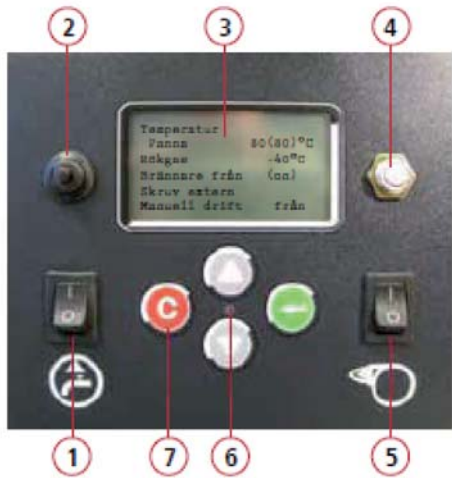 2
3
4
Temperatur
Panna 80(80)°C
Rökgas -40°C
Brännare från (on)
Skruv extern
Manuell drift från
I
O
C
I
O
1
7
6
5